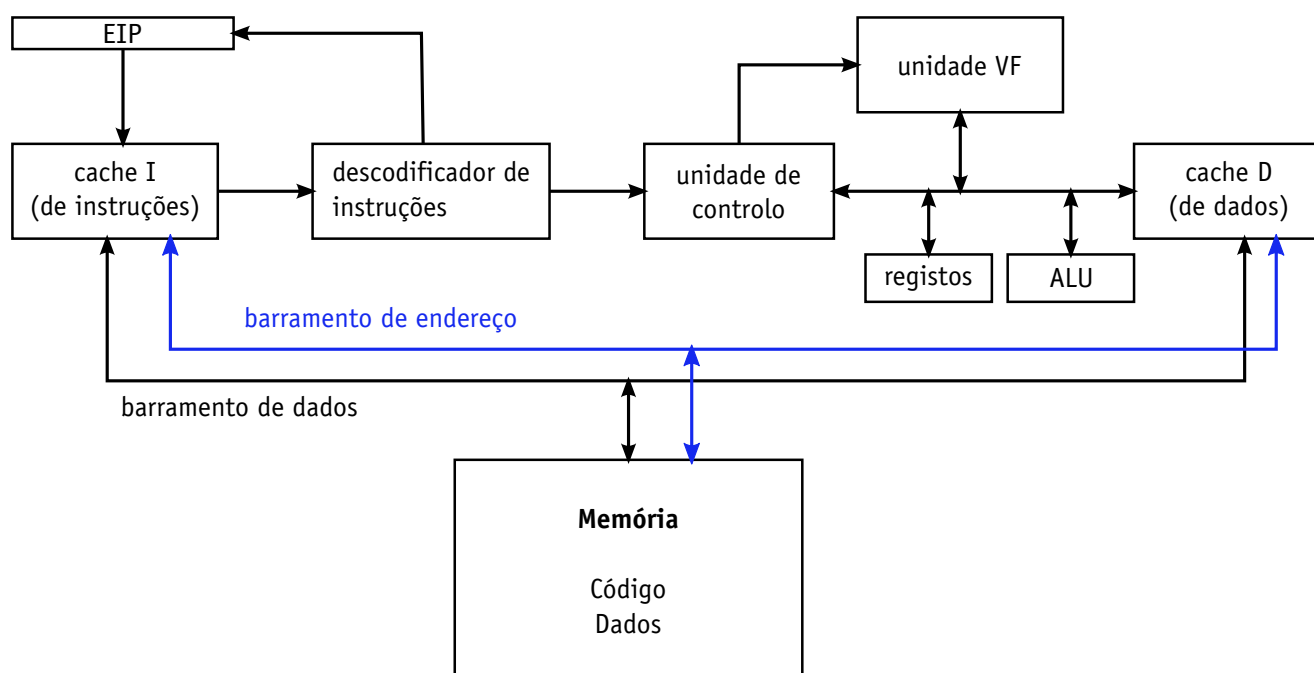 EIP
unidade VF
cache I
(de instruções)
descodificador de
instruções
unidade de
controlo
cache D
(de dados)
registos
ALU
barramento de endereço
barramento de dados
Memória
Código
Dados